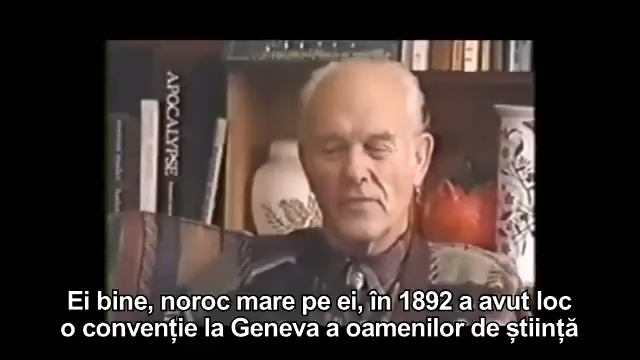 APOCALYPSE
Ei bine, noroc mare pe ei, în 1892 a avut loc
o convenție la Geneva a oamenilor de știință